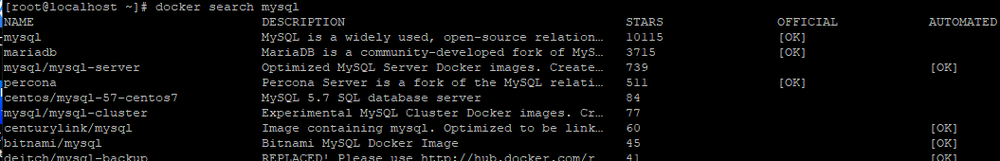 [root@localhost ~]# docker search mysql
NAME DESCRIPTION STARS OFFICIAL AUTOMATED
mysql MySQL is a widely used, open-source relation… 10115 [OK]
mariadb MariaDB is a community-developed fork of MyS… 3715 [OK]
mysql/mysql-server Optimized MySQL Server Docker images. Create… 739 [OK]
percona Percona Server is a fork of the MySQL relati… 511 [OK]
centos/mysql-57-centos7 MySQL 5.7 SQL database server 84
mysql/mysql-cluster Experimental MySQL Cluster Docker images. Cr… 77
centurylink/mysql Image containing mysql. Optimized to be link… 60 [OK]
bitnami/mysql Bitnami MySQL Docker Image 45 [OK]
deitch/mysql-backup REPLACED! Please use http://hub.docker.com/r… 41 [OK]